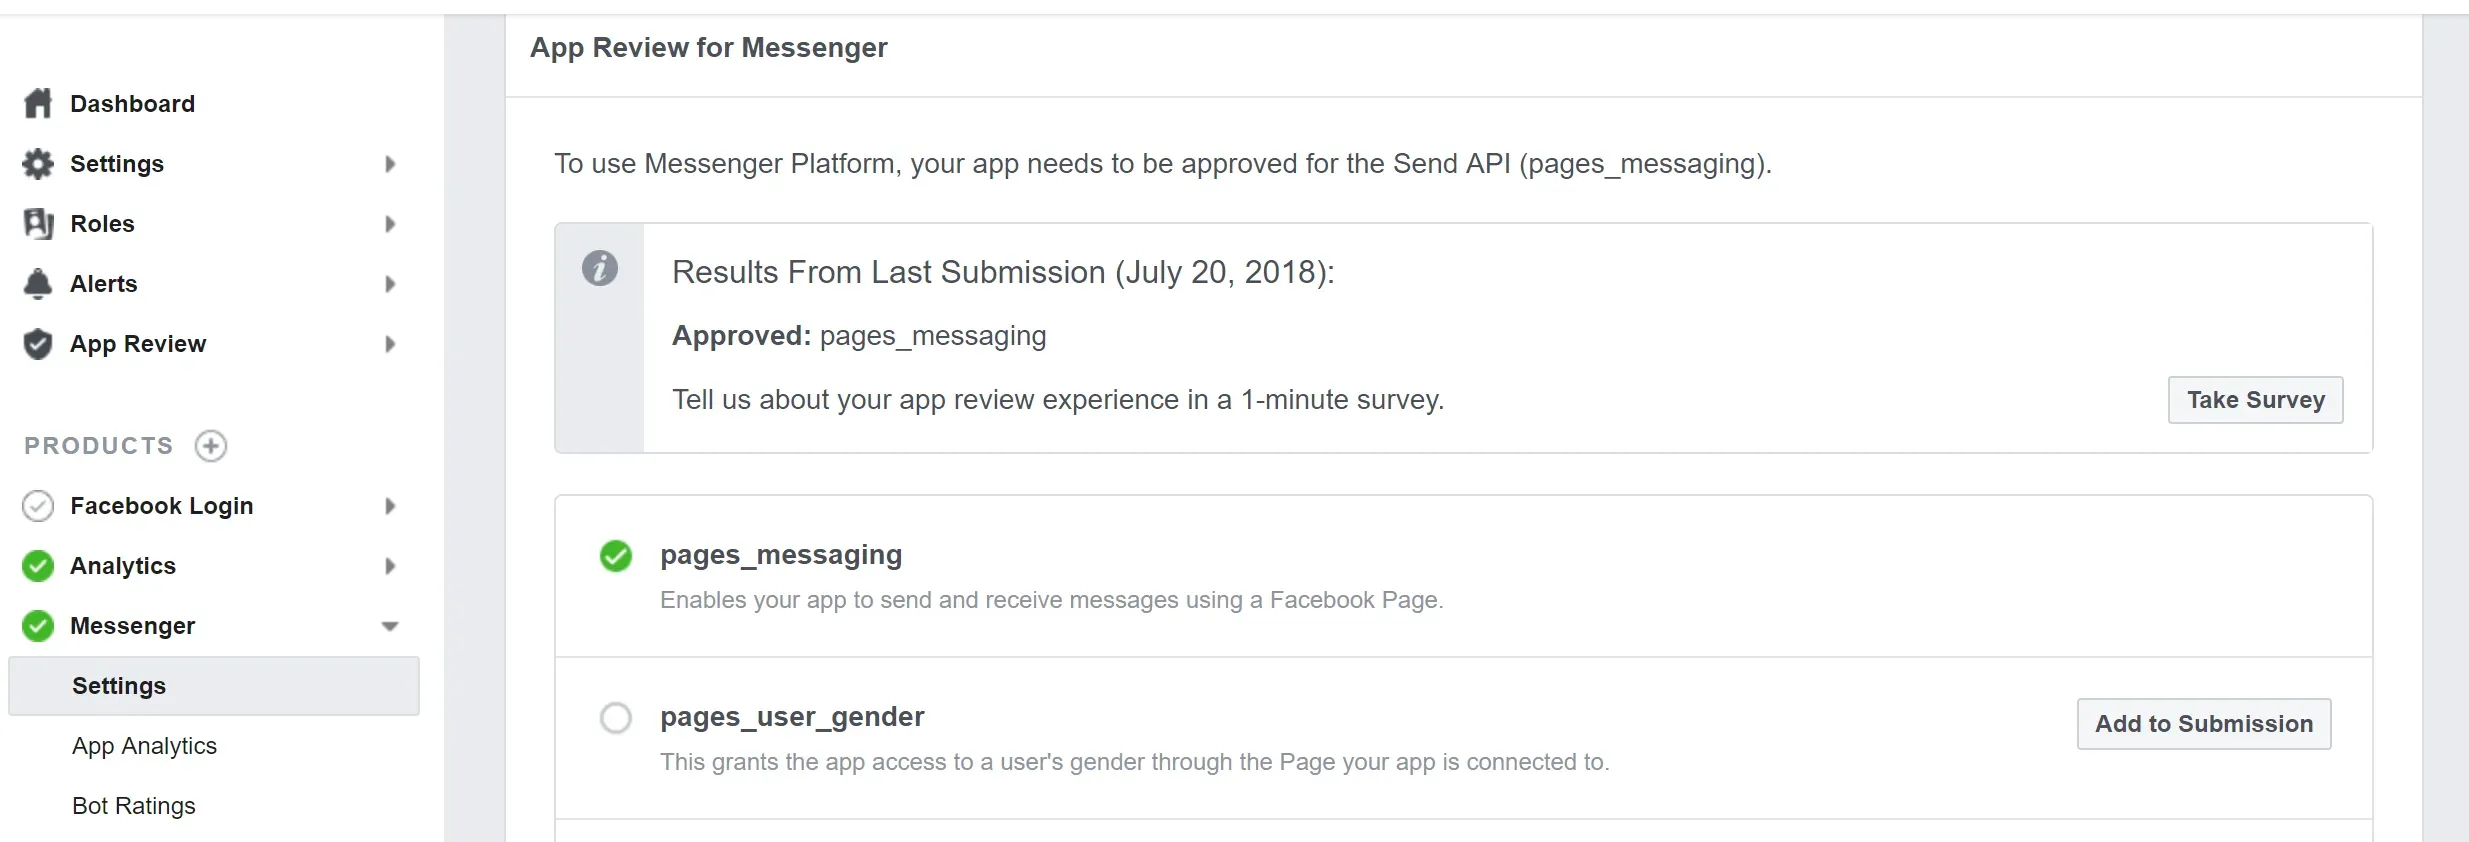 Dashboard
Settings
Roles
Alerts
App Review
PRODUCTS
Facebook Login
Analytics
Messenger
Settings
App Analytics
Bot Ratings
App Review for Messenger
To use Messenger Platform, your app needs to be approved for the Send API (pages_messaging).
Results From Last Submission (July 20, 2018):
Approved: pages_messaging
Tell us about your app review experience in a 1-minute survey.
Take Survey
pages_messaging
Enables your app to send and receive messages using a Facebook Page.
pages_user_gender
This grants the app access to a user's gender through the Page your app is connected to.
Add to Submission